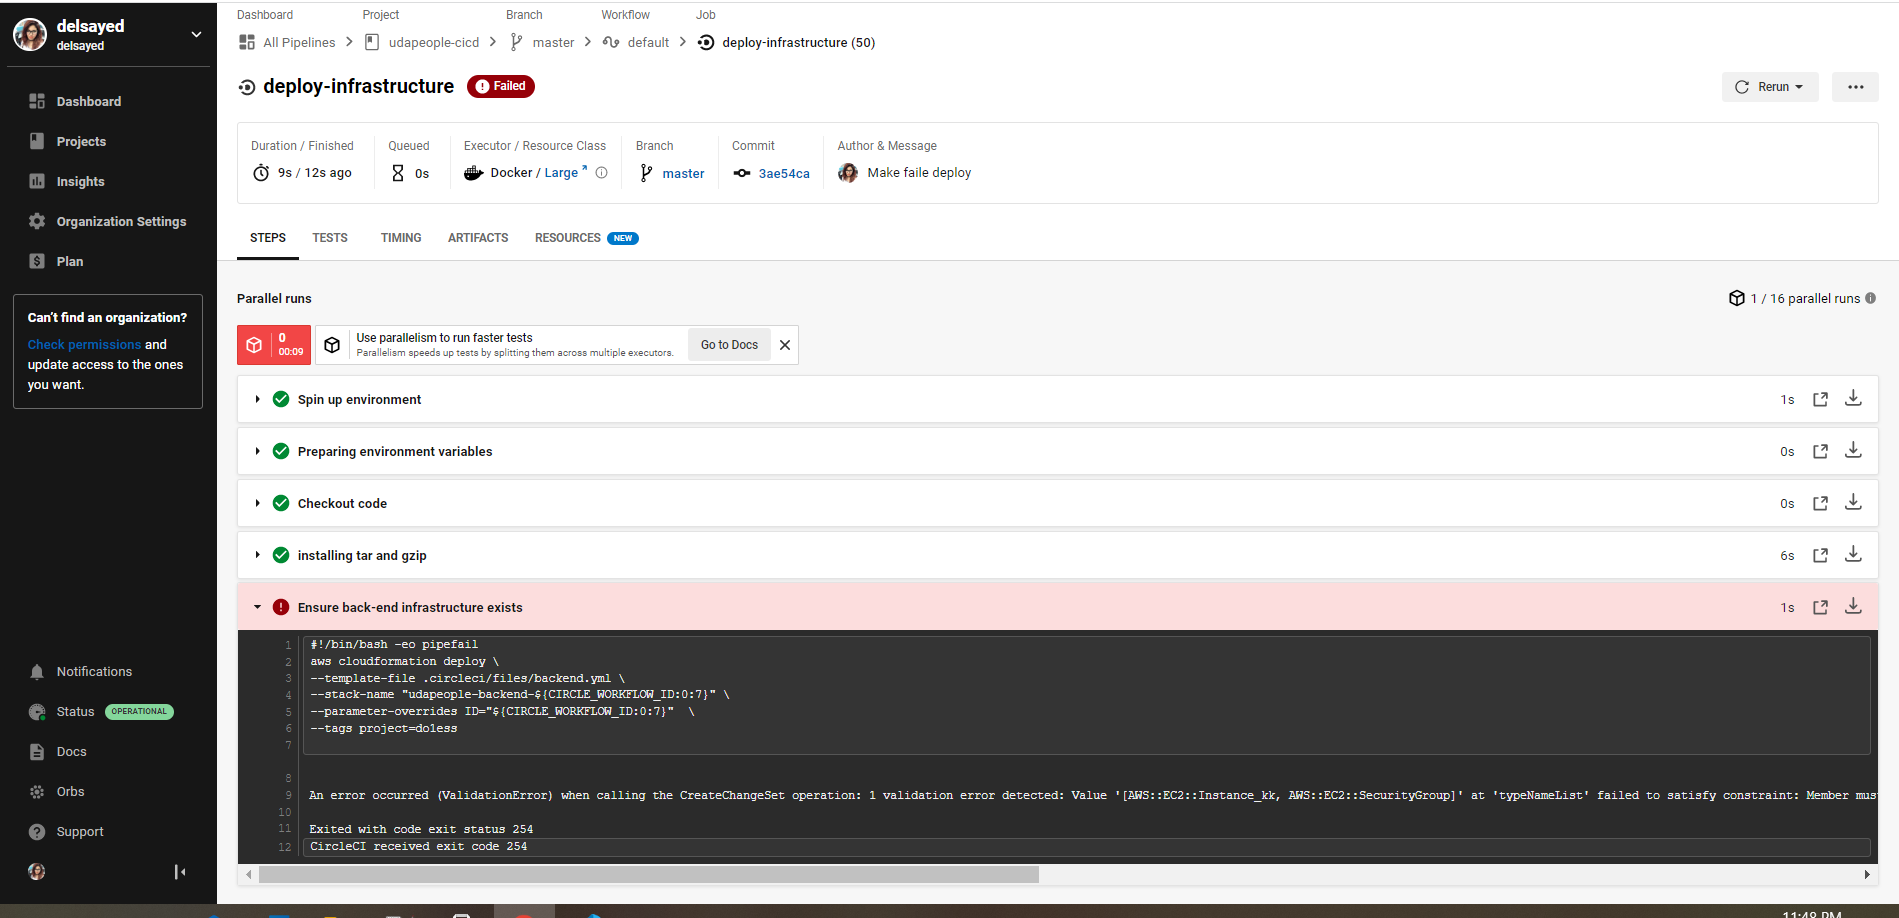 delsayed
delsayed
Dashboard
Projects
Insights
Organization Settings
Plan
Can't find an organization?
Check permissions and
update access to the ones
you want.
Notifications
Status OPERATIONAL
Docs
Orbs
Support
Dashboard Project Branch Workflow Job
All Pipelines udapeople-cicd master default deploy-infrastructure (50)
deploy-infrastructure Failed
Rerun
Duration / Finished Queued Executor / Resource Class Branch Commit Author & Message
9s / 12s ago 0s Docker / Large master 3ae54ca Make faile deploy
STEPS TESTS TIMING ARTIFACTS RESOURCES NEW
Parallel runs
1 / 16 parallel runs
0
00:09
Use parallelism to run faster tests
Parallelism speeds up tests by splitting them across multiple executors.
Go to Docs
Spin up environment 1s
Preparing environment variables 0s
Checkout code 0s
installing tar and gzip 6s
Ensure back-end infrastructure exists 1s
1 #!/bin/bash -eo pipefail
2 aws cloudformation deploy \
3 --template-file .circleci/files/backend.yml \
4 --stack-name "udapeople-backend-${CIRCLE_WORKFLOW_ID:0:7}" \
5 --parameter-overrides ID="${CIRCLE_WORKFLOW_ID:0:7}"  \
6 --tags project=doless
7
8
9 An error occurred (ValidationError) when calling the CreateChangeSet operation: 1 validation error detected: Value '[AWS::EC2::Instance_kk, AWS::EC2::SecurityGroup]' at 'typeNameList' failed to satisfy constraint: Member mus
10
11 Exited with code exit status 254
12 CircleCI received exit code 254
11:48 PM